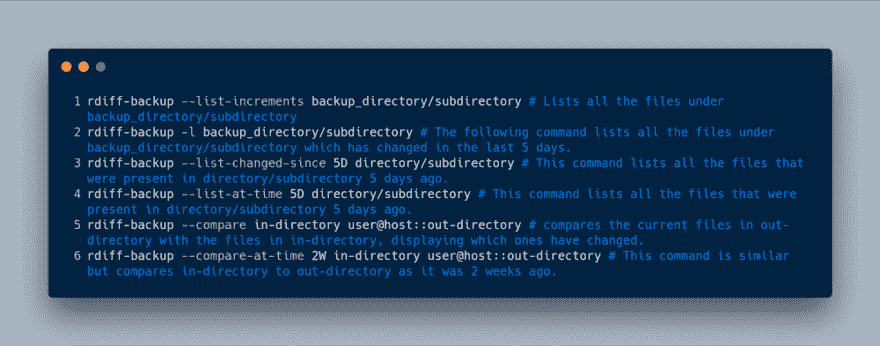 1 rdiff-backup --list-increments backup_directory/subdirectory # Lists all the files under
backup_directory/subdirectory
2 rdiff-backup -l backup_directory/subdirectory # The following command lists all the files under
backup_directory/subdirectory which has changed in the last 5 days.
3 rdiff-backup --list-changed-since 5D directory/subdirectory # This command lists all the files that
were present in directory/subdirectory 5 days ago.
4 rdiff-backup --list-at-time 5D directory/subdirectory # This command lists all the files that were
present in directory/subdirectory 5 days ago.
5 rdiff-backup --compare in-directory user@host::out-directory # compares the current files in out-
directory with the files in in-directory, displaying which ones have changed.
6 rdiff-backup --compare-at-time 2W in-directory user@host::out-directory # This command is similar
but compares in-directory to out-directory as it was 2 weeks ago.